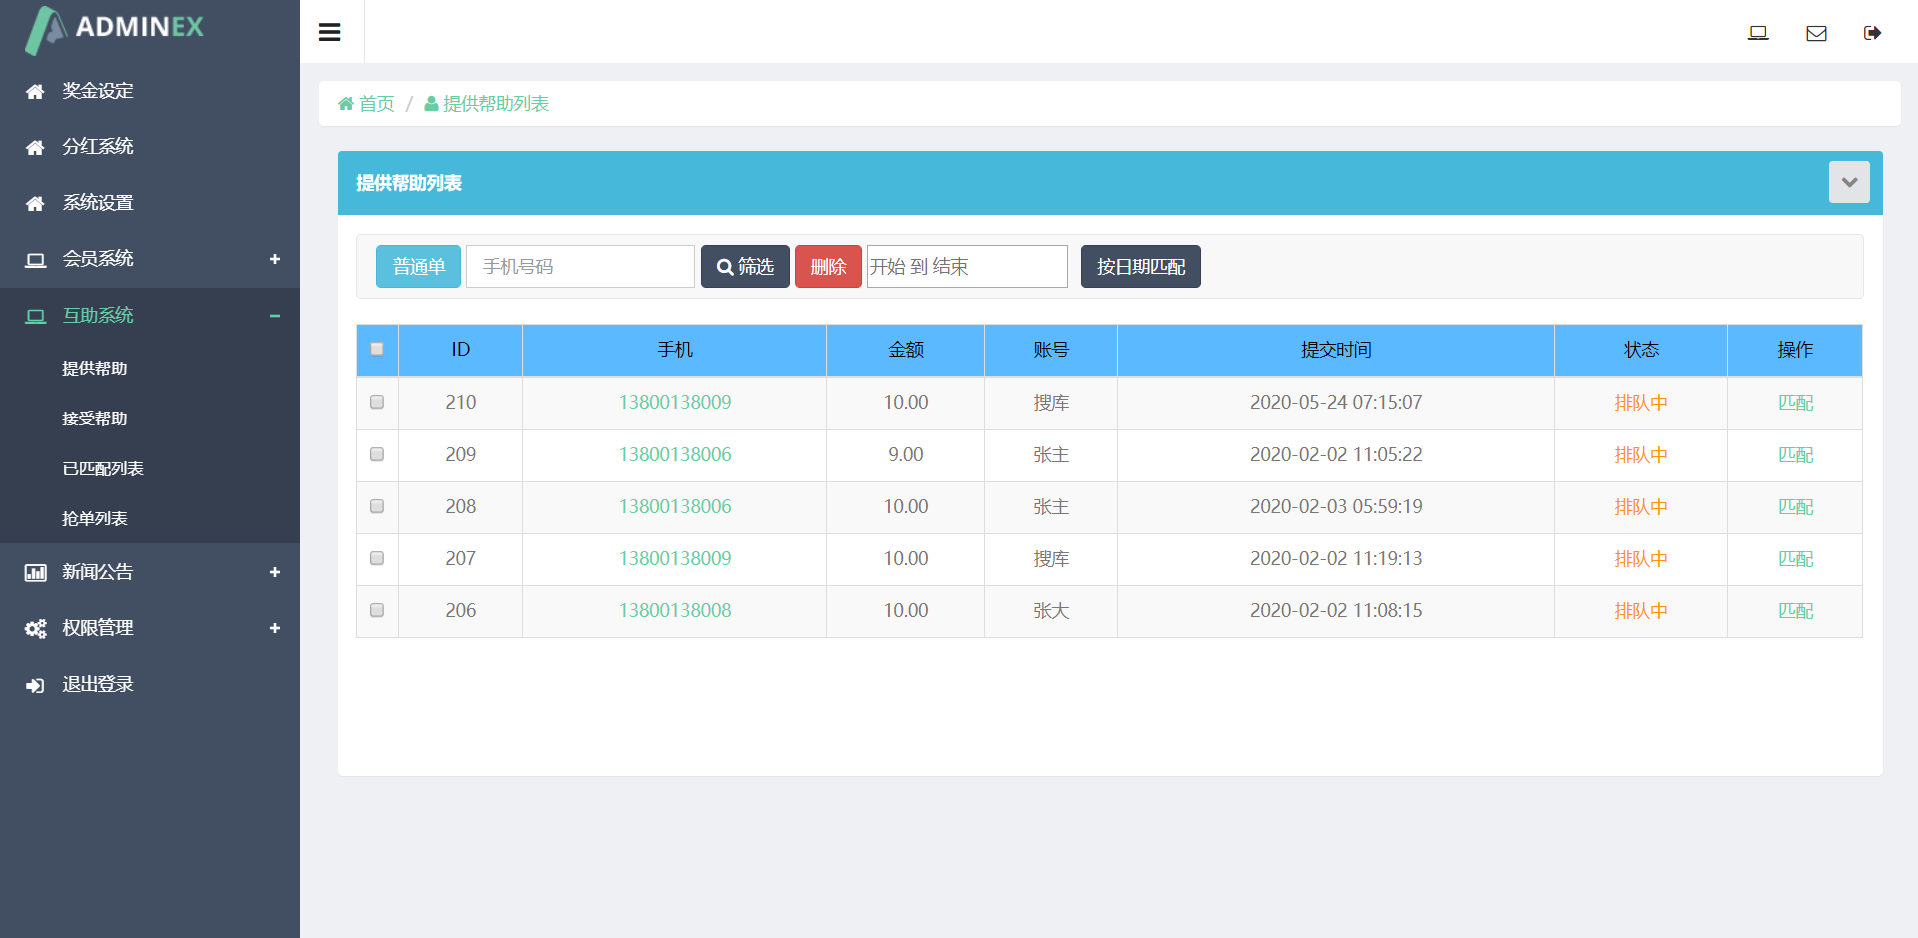 ADMINEX
奖金设定
分红系统
系统设置
会员系统 +
互助系统 −
提供帮助
接受帮助
已匹配列表
抢单列表
新闻公告 +
权限管理 +
退出登录
首页 / 提供帮助列表
提供帮助列表
普通单 手机号码 筛选 删除 开始 到 结束 按日期匹配
ID 手机 金额 账号 提交时间 状态 操作
210 13800138009 10.00 搜库 2020-05-24 07:15:07 排队中 匹配
209 13800138006 9.00 张主 2020-02-02 11:05:22 排队中 匹配
208 13800138006 10.00 张主 2020-02-03 05:59:19 排队中 匹配
207 13800138009 10.00 搜库 2020-02-02 11:19:13 排队中 匹配
206 13800138008 10.00 张大 2020-02-02 11:08:15 排队中 匹配